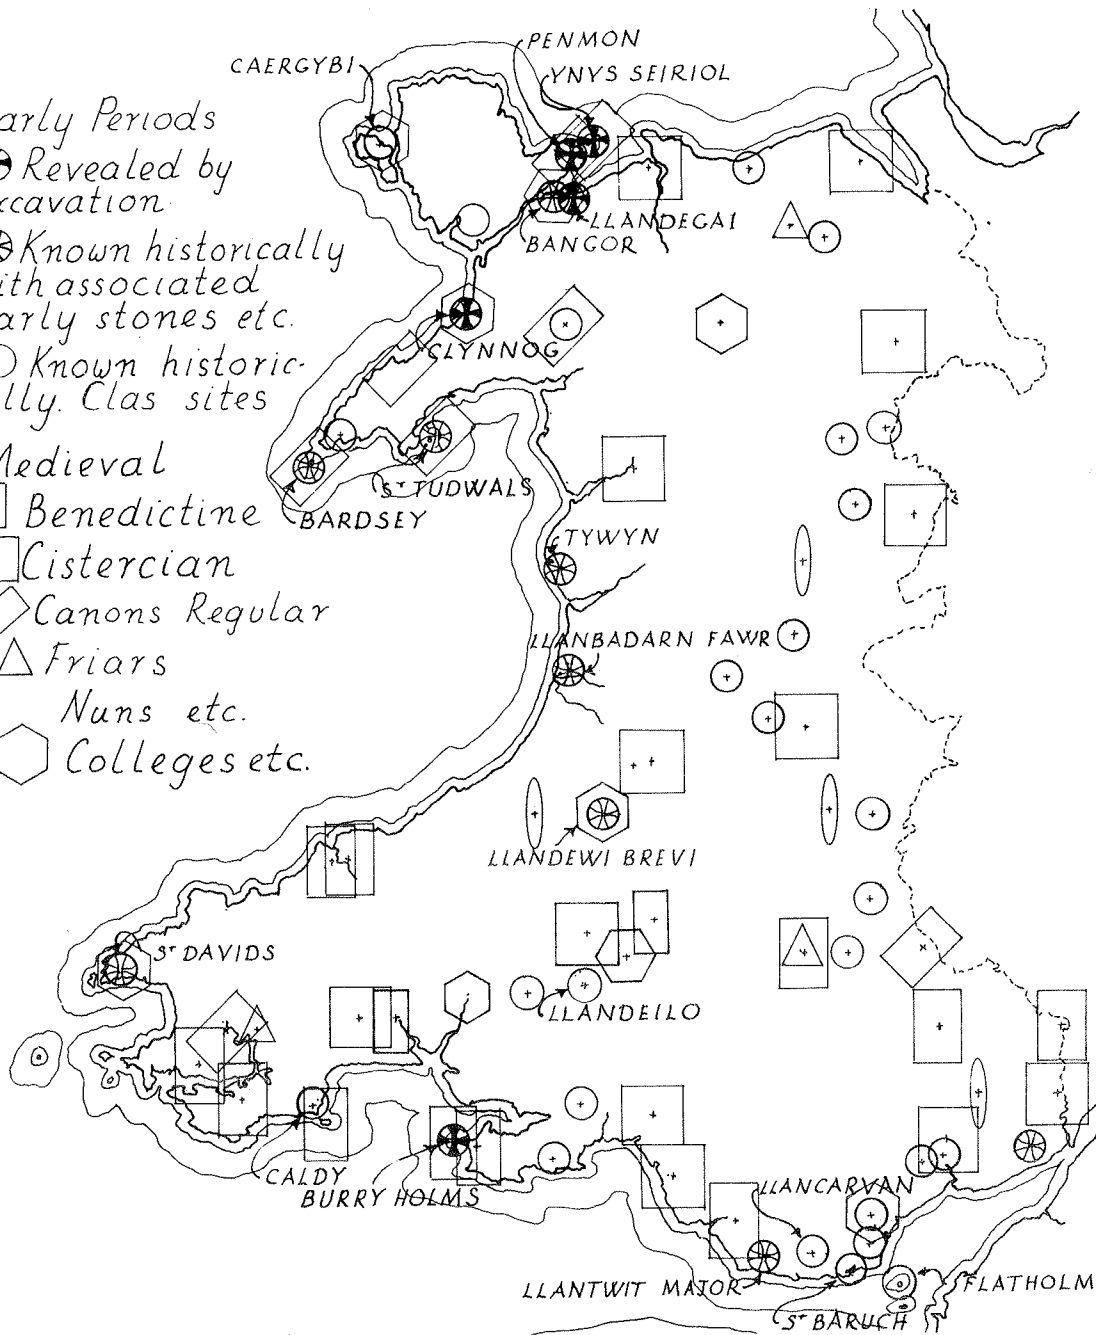 CAERGYBI
PENMON
YNYS SEIRIOL
arly Periods
Revealed by
xcavation
LLANDEGAI
BANGOR
Known historically
ith associated
arly stones etc.
CLYNNOG
Known historic-
lly. Clas sites
Medieval
Sᵀ TUDWALS
BARDSEY
Benedictine
TYWYN
Cistercian
Canons Regular
LLANBADARN FAWR
Friars
Nuns etc.
Colleges etc.
LLANDEWI BREVI
Sᵀ DAVIDS
LLANDEILO
CALDY
BURRY HOLMS
LLANCARVAN
LLANTWIT MAJOR
FLATHOLM
Sᵀ BARUCH